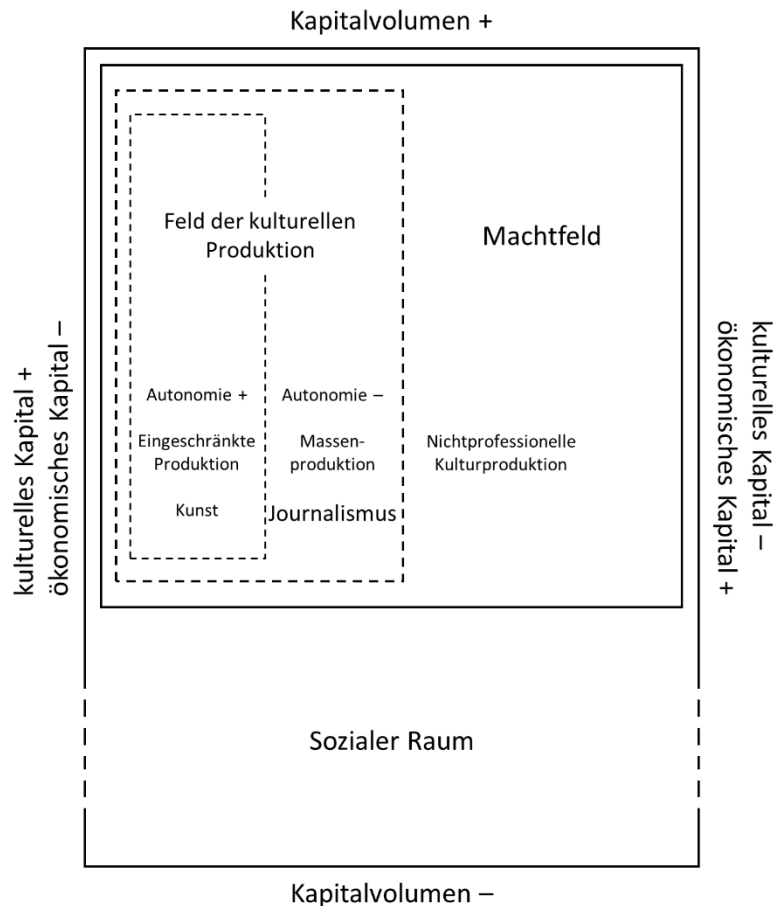 Kapitalvolumen +
Feld der kulturellen
Produktion
Machtfeld
kulturelles Kapital +
ökonomisches Kapital –
kulturelles Kapital –
ökonomisches Kapital +
Autonomie +
Autonomie –
Eingeschränkte
Produktion
Massen-
produktion
Nichtprofessionelle
Kulturproduktion
Kunst
Journalismus
Sozialer Raum
Kapitalvolumen –